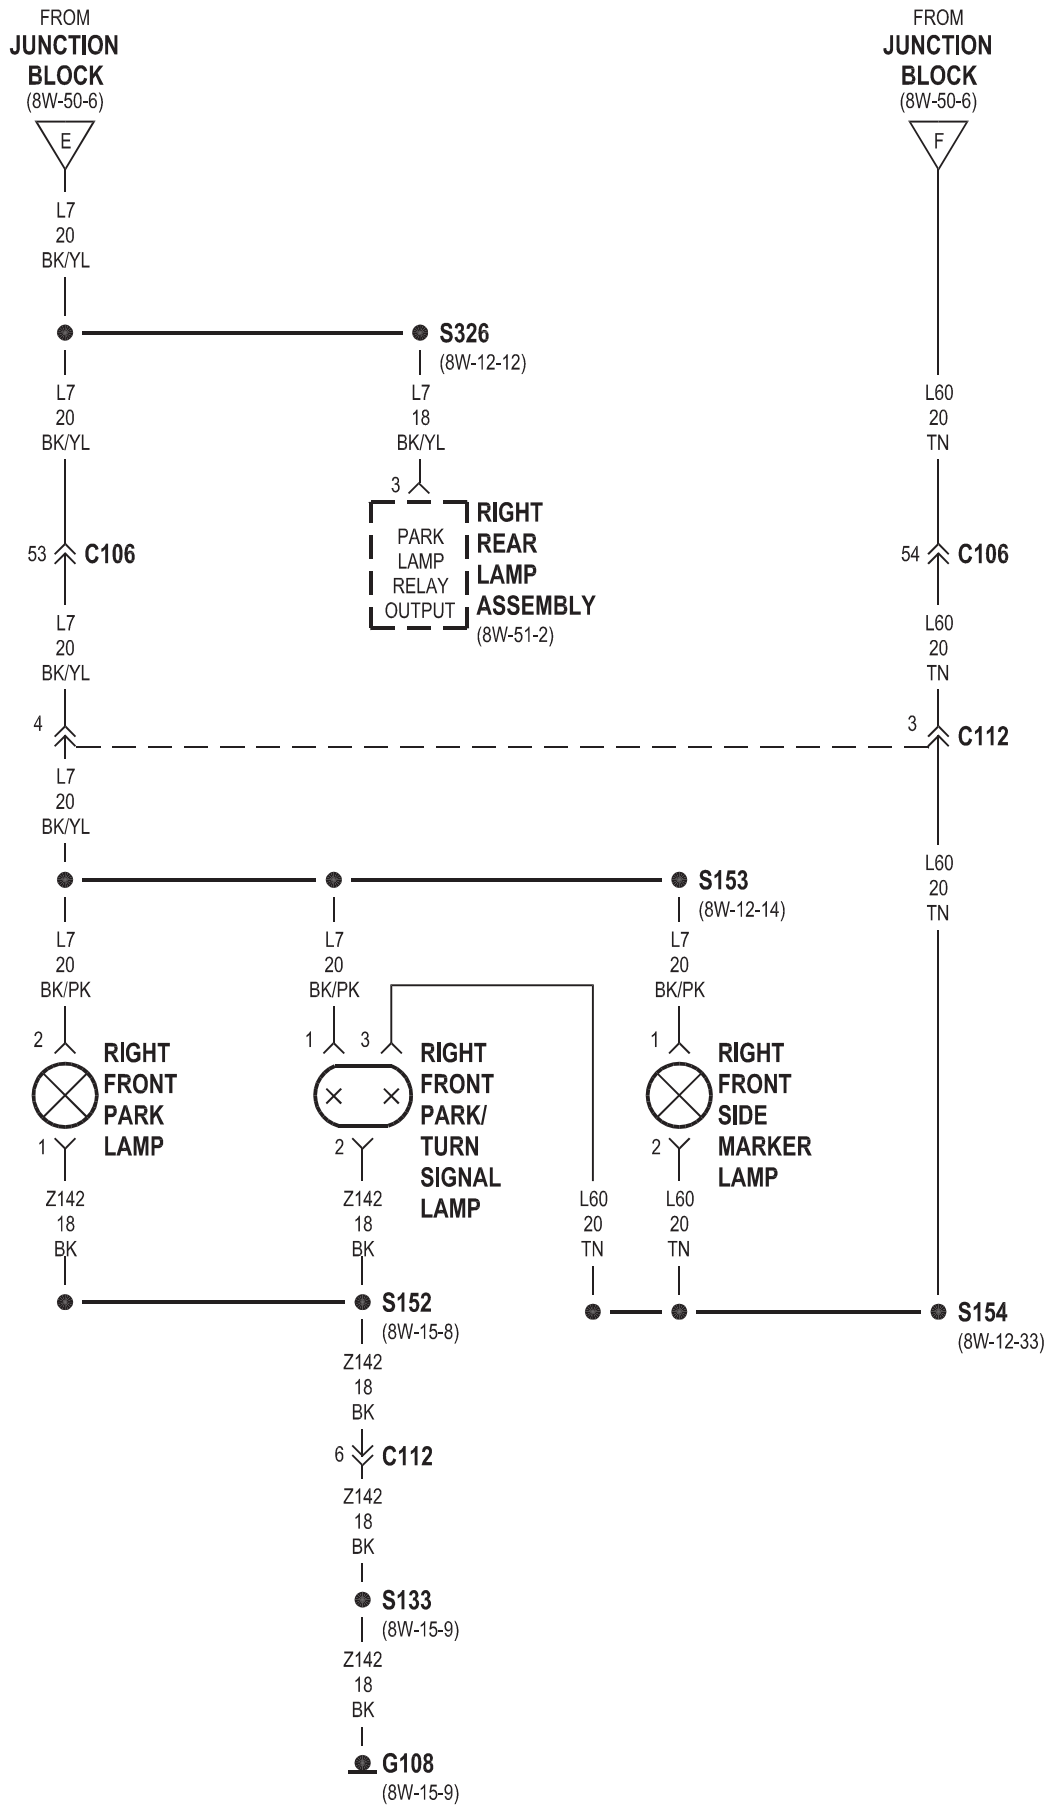 FROM
JUNCTION
BLOCK
(8W-50-6)
E
FROM
JUNCTION
BLOCK
(8W-50-6)
F
L7
20
BK/YL
S326
(8W-12-12)
L7
20
BK/YL
L7
18
BK/YL
L60
20
TN
3
PARK
LAMP
RELAY
OUTPUT
RIGHT
REAR
LAMP
ASSEMBLY
(8W-51-2)
53
C106
54
C106
L7
20
BK/YL
L60
20
TN
4
3
C112
L7
20
BK/YL
S153
(8W-12-14)
L60
20
TN
L7
20
BK/PK
L7
20
BK/PK
L7
20
BK/PK
2
RIGHT
FRONT
PARK
LAMP
1
1
3
RIGHT
FRONT
PARK/
TURN
SIGNAL
LAMP
2
1
RIGHT
FRONT
SIDE
MARKER
LAMP
2
Z142
18
BK
Z142
18
BK
L60
20
TN
L60
20
TN
S152
(8W-15-8)
S154
(8W-12-33)
Z142
18
BK
6
C112
Z142
18
BK
S133
(8W-15-9)
Z142
18
BK
G108
(8W-15-9)